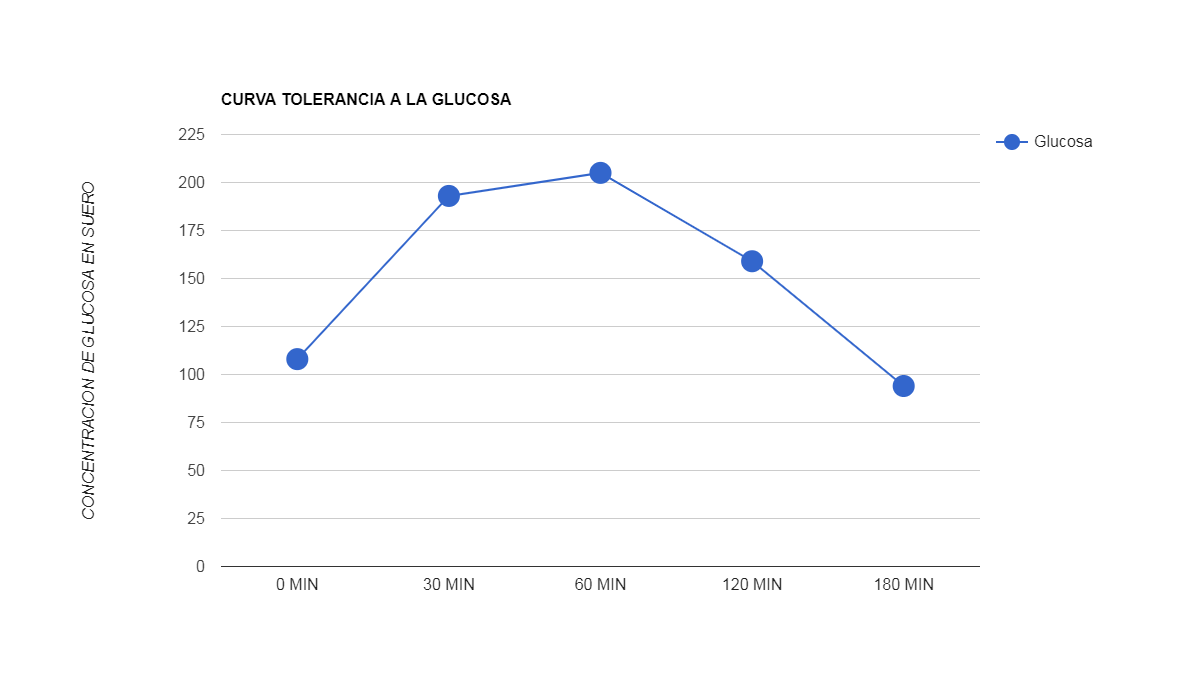 CURVA TOLERANCIA A LA GLUCOSA
Glucosa
CONCENTRACION DE GLUCOSA EN SUERO
225
200
175
150
125
100
75
50
25
0
0 MIN
30 MIN
60 MIN
120 MIN
180 MIN